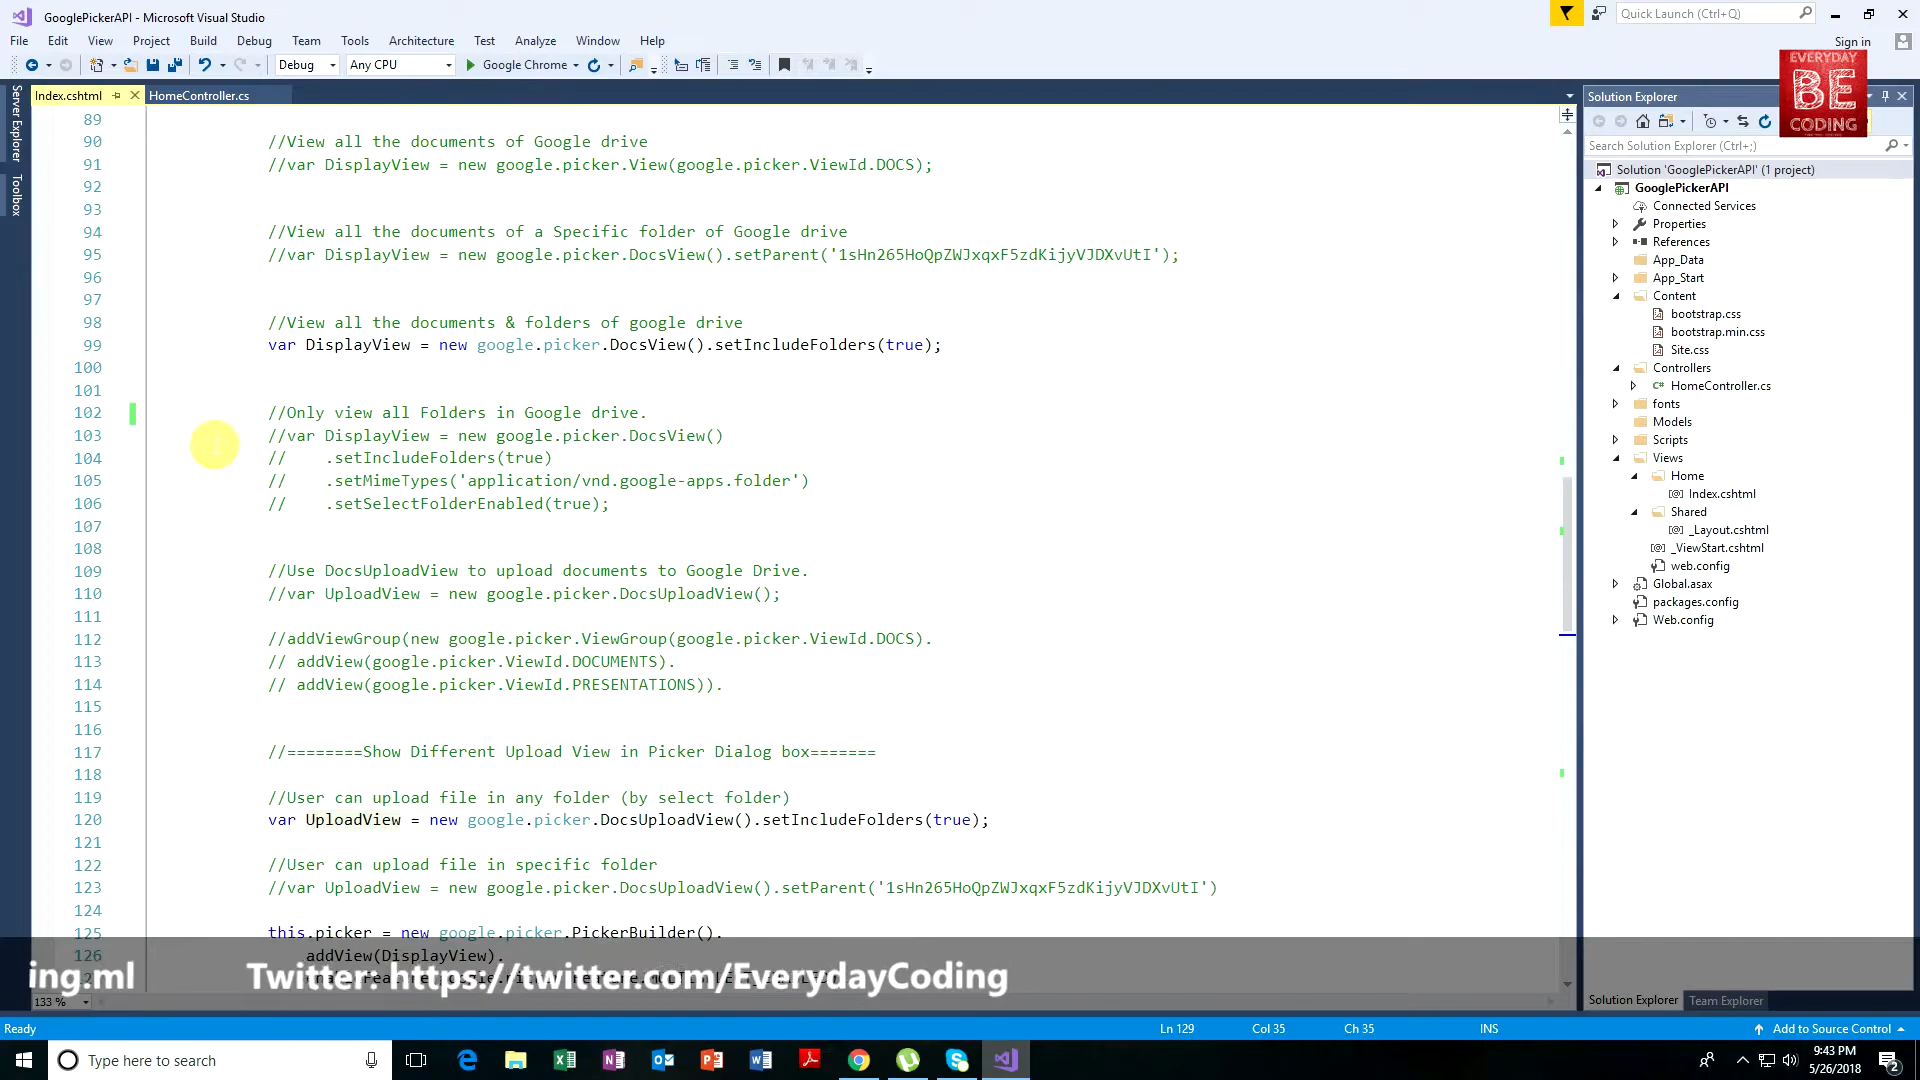 GooglePickerAPI - Microsoft Visual Studio
Quick Launch (Ctrl+Q)
File Edit View Project Build Debug Team Tools Architecture Test Analyze Window Help
Sign in
Debug Any CPU Google Chrome
EVERYDAY
BE
CODING
Server Explorer
Toolbox
Index.cshtml HomeController.cs
89
90 //View all the documents of Google drive
91 //var DisplayView = new google.picker.View(google.picker.ViewId.DOCS);
92
93
94 //View all the documents of a Specific folder of Google drive
95 //var DisplayView = new google.picker.DocsView().setParent('1sHn265HoQpZWJxqxF5zdKijyVJDXvUtI');
96
97
98 //View all the documents & folders of google drive
99 var DisplayView = new google.picker.DocsView().setIncludeFolders(true);
100
101
102 //Only view all Folders in Google drive.
103 //var DisplayView = new google.picker.DocsView()
104 // .setIncludeFolders(true)
105 // .setMimeTypes('application/vnd.google-apps.folder')
106 // .setSelectFolderEnabled(true);
107
108
109 //Use DocsUploadView to upload documents to Google Drive.
110 //var UploadView = new google.picker.DocsUploadView();
111
112 //addViewGroup(new google.picker.ViewGroup(google.picker.ViewId.DOCS).
113 // addView(google.picker.ViewId.DOCUMENTS).
114 // addView(google.picker.ViewId.PRESENTATIONS)).
115
116
117 //========Show Different Upload View in Picker Dialog box=======
118
119 //User can upload file in any folder (by select folder)
120 var UploadView = new google.picker.DocsUploadView().setIncludeFolders(true);
121
122 //User can upload file in specific folder
123 //var UploadView = new google.picker.DocsUploadView().setParent('1sHn265HoQpZWJxqxF5zdKijyVJDXvUtI')
124
125 this.picker = new google.picker.PickerBuilder().
126 addView(DisplayView).
ing.ml Twitter: https://twitter.com/EverydayCoding
133 %
Solution Explorer
Search Solution Explorer (Ctrl+;)
Solution 'GooglePickerAPI' (1 project)
GooglePickerAPI
Connected Services
Properties
References
App_Data
App_Start
Content
bootstrap.css
bootstrap.min.css
Site.css
Controllers
HomeController.cs
fonts
Models
Scripts
Views
Home
Index.cshtml
Shared
_Layout.cshtml
_ViewStart.cshtml
web.config
Global.asax
packages.config
Web.config
Solution Explorer Team Explorer
Ready Ln 129 Col 35 Ch 35 INS Add to Source Control
Type here to search
9:43 PM
5/26/2018
2